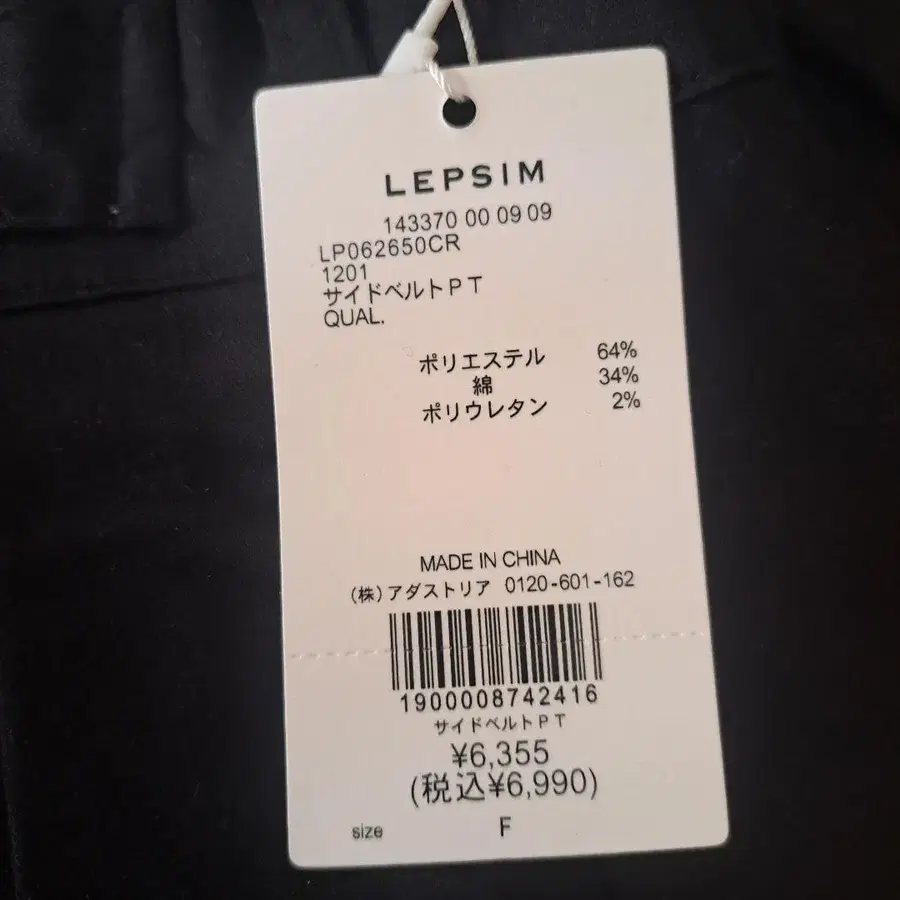 LEPSIM
143370 00 09 09
LP062650CR
1201
サイドベルトPT
QUAL.
ポリエステル 64%
綿 34%
ポリウレタン 2%
MADE IN CHINA
(株)アダストリア 0120-601-162
1900008742416
サイドベルトPT
¥6,355
(税込¥6,990)
size F